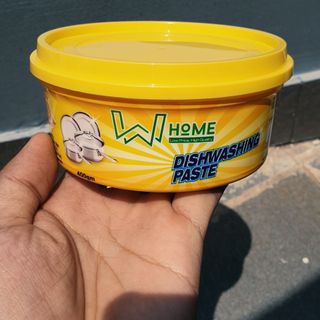 W HOME
Low Price, High Quality
DISHWASHING
PASTE
400gm